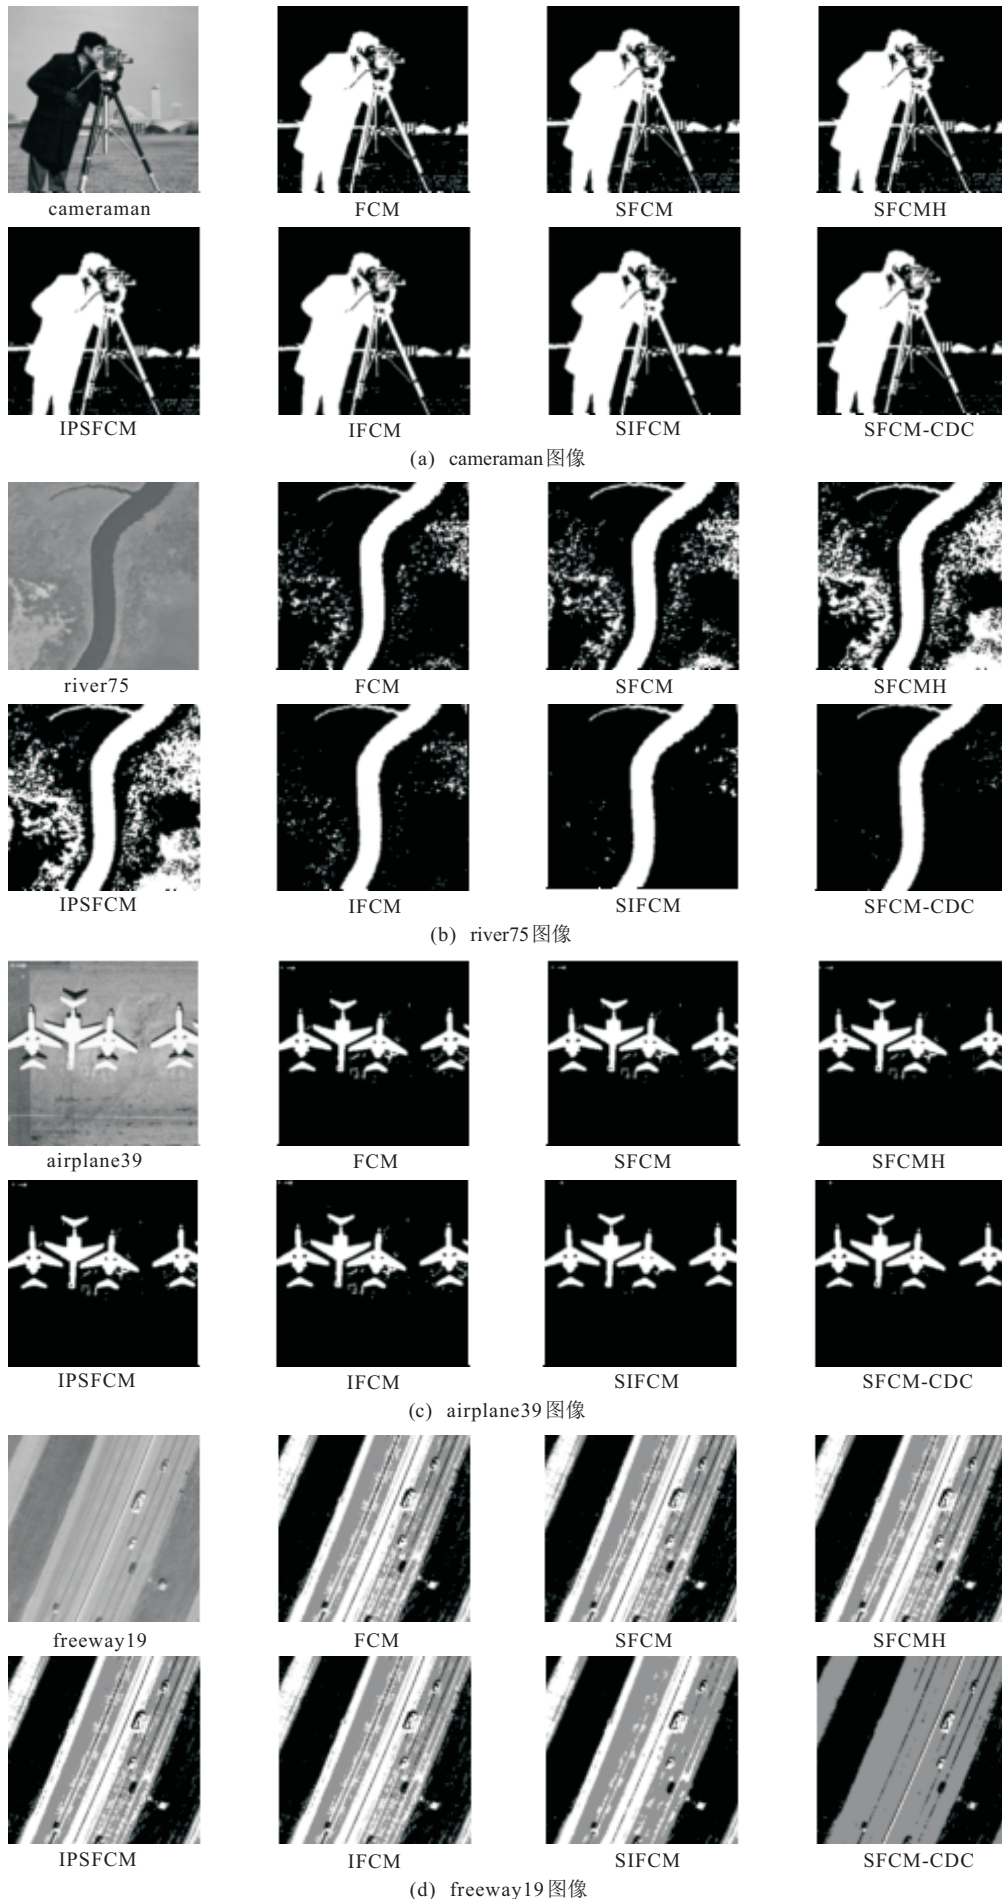 cameraman FCM SFCM SFCMH
IPSFCM IFCM SIFCM SFCM-CDC
(a) cameraman图像
river75 FCM SFCM SFCMH
IPSFCM IFCM SIFCM SFCM-CDC
(b) river75图像
airplane39 FCM SFCM SFCMH
IPSFCM IFCM SIFCM SFCM-CDC
(c) airplane39图像
freeway19 FCM SFCM SFCMH
IPSFCM IFCM SIFCM SFCM-CDC
(d) freeway19图像